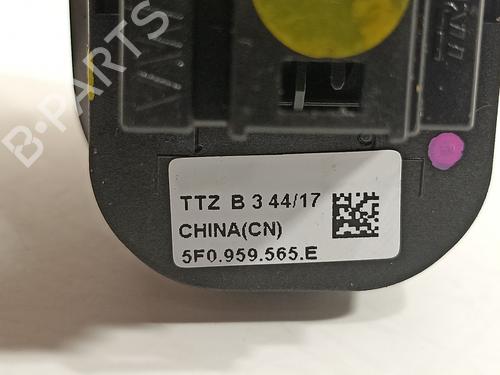 B-PARTS
TTZ B 3 44/17
CHINA(CN)
5F0.959.565.E